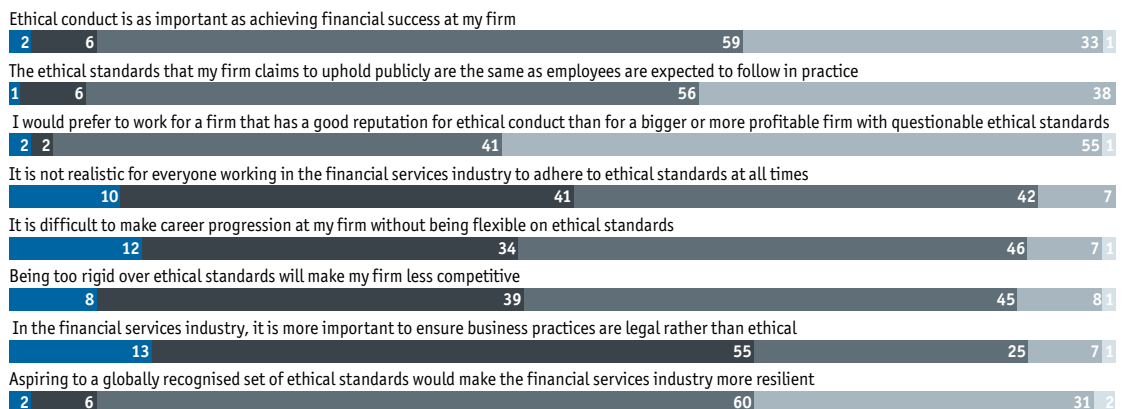 Ethical conduct is as important as achieving financial success at my firm
2 6 59 33 1
The ethical standards that my firm claims to uphold publicly are the same as employees are expected to follow in practice
1 6 56 38
I would prefer to work for a firm that has a good reputation for ethical conduct than for a bigger or more profitable firm with questionable ethical standards
2 2 41 55 1
It is not realistic for everyone working in the financial services industry to adhere to ethical standards at all times
10 41 42 7
It is difficult to make career progression at my firm without being flexible on ethical standards
12 34 46 7 1
Being too rigid over ethical standards will make my firm less competitive
8 39 45 8 1
In the financial services industry, it is more important to ensure business practices are legal rather than ethical
13 55 25 7 1
Aspiring to a globally recognised set of ethical standards would make the financial services industry more resilient
2 6 60 31 2